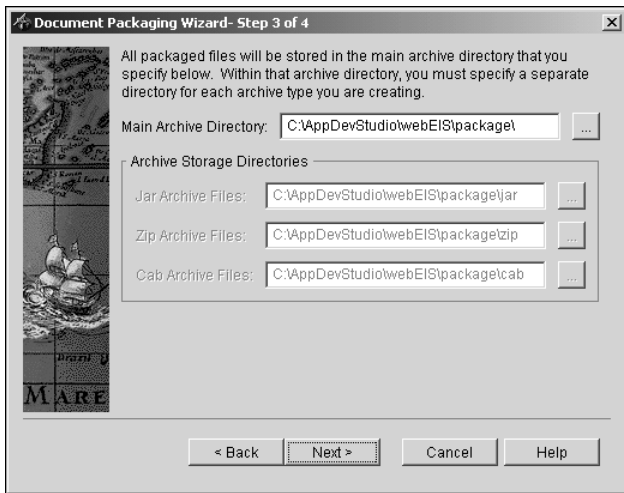 Document Packaging Wizard- Step 3 of 4
All packaged files will be stored in the main archive directory that you
specify below. Within that archive directory, you must specify a separate
directory for each archive type you are creating.
Main Archive Directory: C:\AppDevStudio\webEIS\package\ ...
Archive Storage Directories
Jar Archive Files: C:\AppDevStudio\webEIS\package\jar ...
Zip Archive Files: C:\AppDevStudio\webEIS\package\zip ...
Cab Archive Files: C:\AppDevStudio\webEIS\package\cab ...
Brazil
MARE
< Back Next > Cancel Help